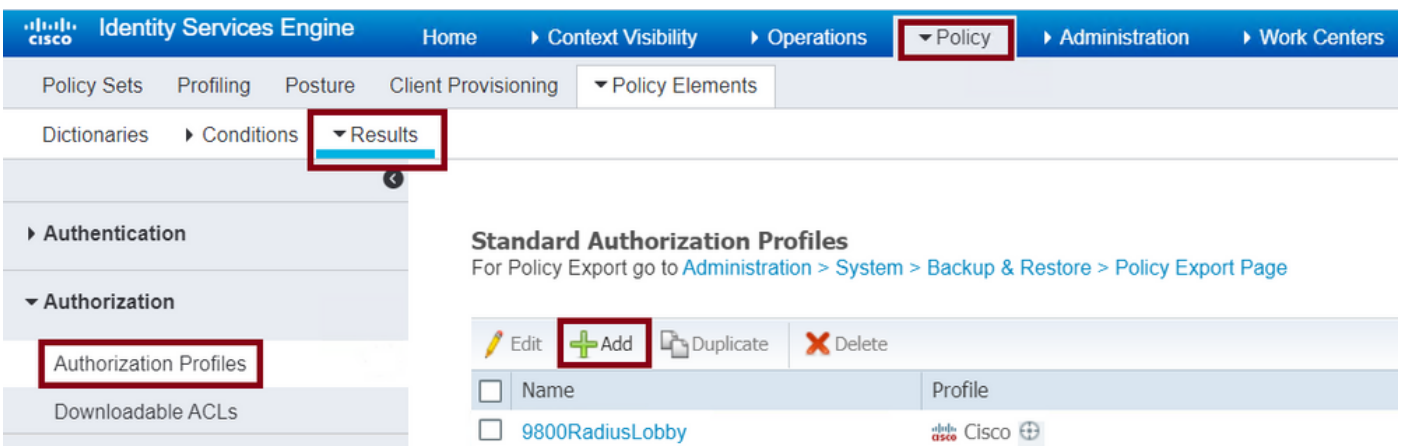 cisco Identity Services Engine Home Context Visibility Operations Policy Administration Work Centers
Policy Sets Profiling Posture Client Provisioning Policy Elements
Dictionaries Conditions Results
Authentication
Authorization
Authorization Profiles
Downloadable ACLs
Standard Authorization Profiles
For Policy Export go to Administration > System > Backup & Restore > Policy Export Page
Edit Add Duplicate Delete
Name Profile
9800RadiusLobby cisco Cisco